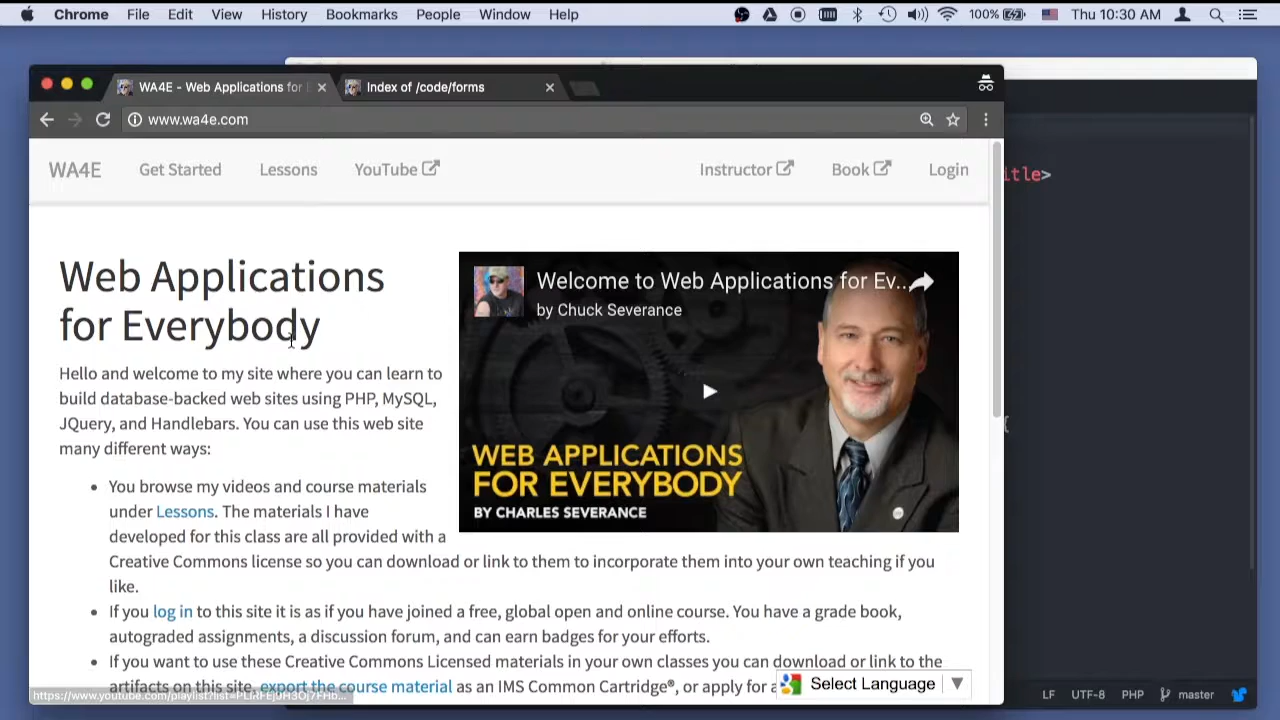 Chrome File Edit View History Bookmarks People Window Help 100% Thu 10:30 AM
WA4E - Web Applications for Index of /code/forms
www.wa4e.com
WA4E Get Started Lessons YouTube Instructor Book Login
itle>
Web Applications
for Everybody
Hello and welcome to my site where you can learn to
build database-backed web sites using PHP, MySQL,
JQuery, and Handlebars. You can use this web site
many different ways:
• You browse my videos and course materials
under Lessons. The materials I have
developed for this class are all provided with a
Creative Commons license so you can download or link to them to incorporate them into your own teaching if you
like.
• If you log in to this site it is as if you have joined a free, global open and online course. You have a grade book,
autograded assignments, a discussion forum, and can earn badges for your efforts.
• If you want to use these Creative Commons Licensed materials in your own classes you can download or link to the
artifacts on this site, export the course material as an IMS Common Cartridge®, or apply for a
Welcome to Web Applications for Ev...
by Chuck Severance
WEB APPLICATIONS
FOR EVERYBODY
BY CHARLES SEVERANCE
{
Select Language ▼
LF UTF-8 PHP master